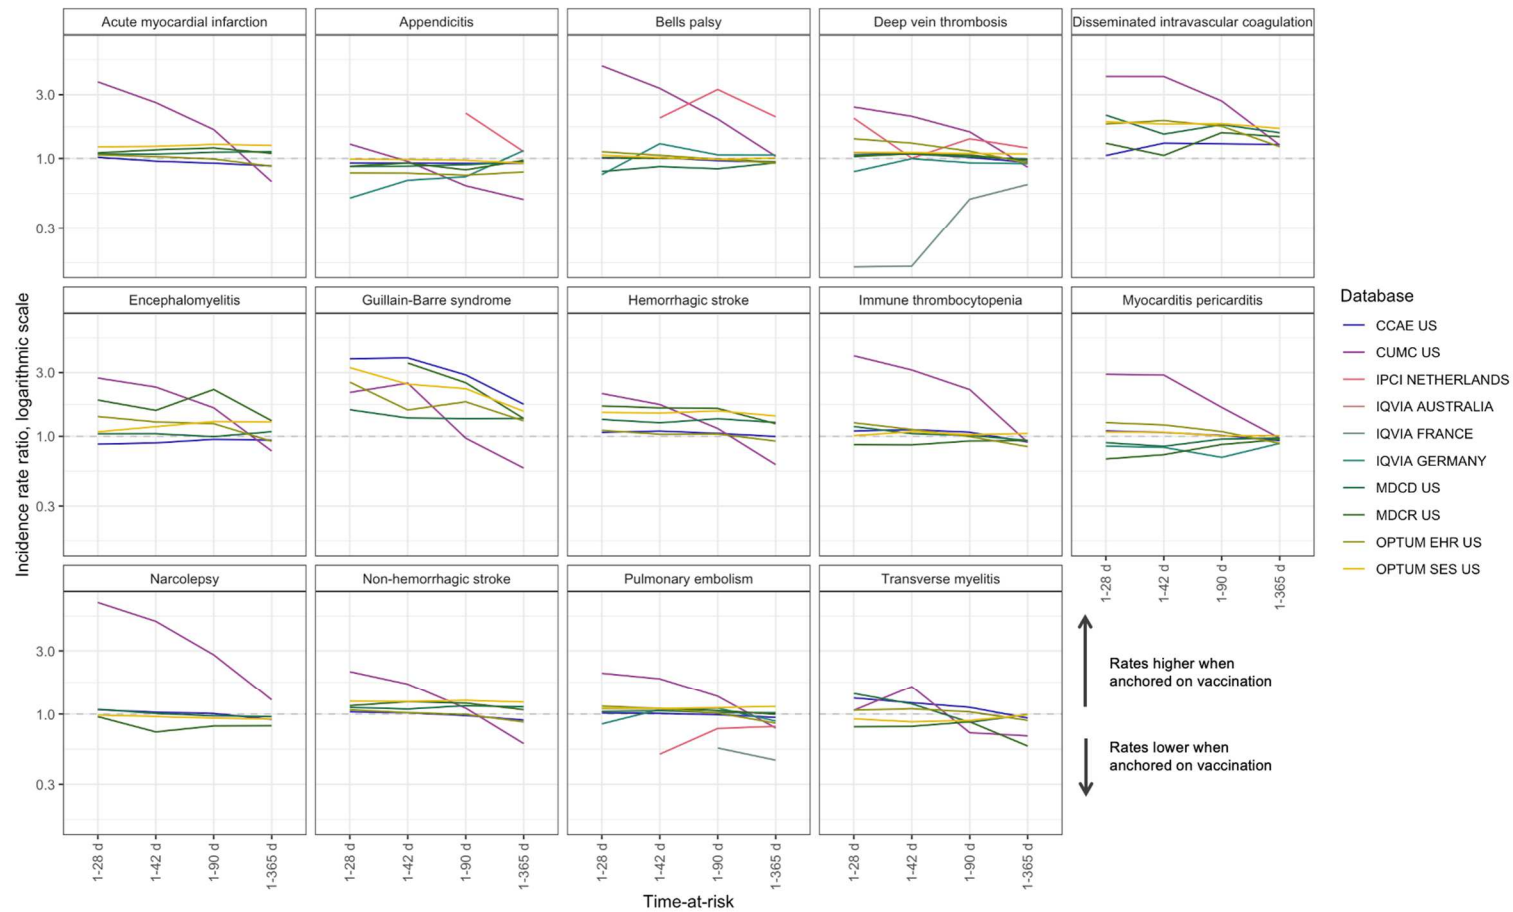 Acute myocardial infarction
Appendicitis
Bells palsy
Deep vein thrombosis
Disseminated intravascular coagulation
3.0
1.0
0.3
Encephalomyelitis
Guillain-Barre syndrome
Hemorrhagic stroke
Immune thrombocytopenia
Myocarditis pericarditis
3.0
1.0
0.3
1-28 d
1-42 d
1-90 d
1-365 d
Narcolepsy
Non-hemorrhagic stroke
Pulmonary embolism
Transverse myelitis
3.0
1.0
0.3
1-28 d
1-42 d
1-90 d
1-365 d
1-28 d
1-42 d
1-90 d
1-365 d
1-28 d
1-42 d
1-90 d
1-365 d
1-28 d
1-42 d
1-90 d
1-365 d
Incidence rate ratio, logarithmic scale
Time-at-risk
Database
CCAE US
CUMC US
IPCI NETHERLANDS
IQVIA AUSTRALIA
IQVIA FRANCE
IQVIA GERMANY
MDCD US
MDCR US
OPTUM EHR US
OPTUM SES US
Rates higher when
anchored on vaccination
Rates lower when
anchored on vaccination